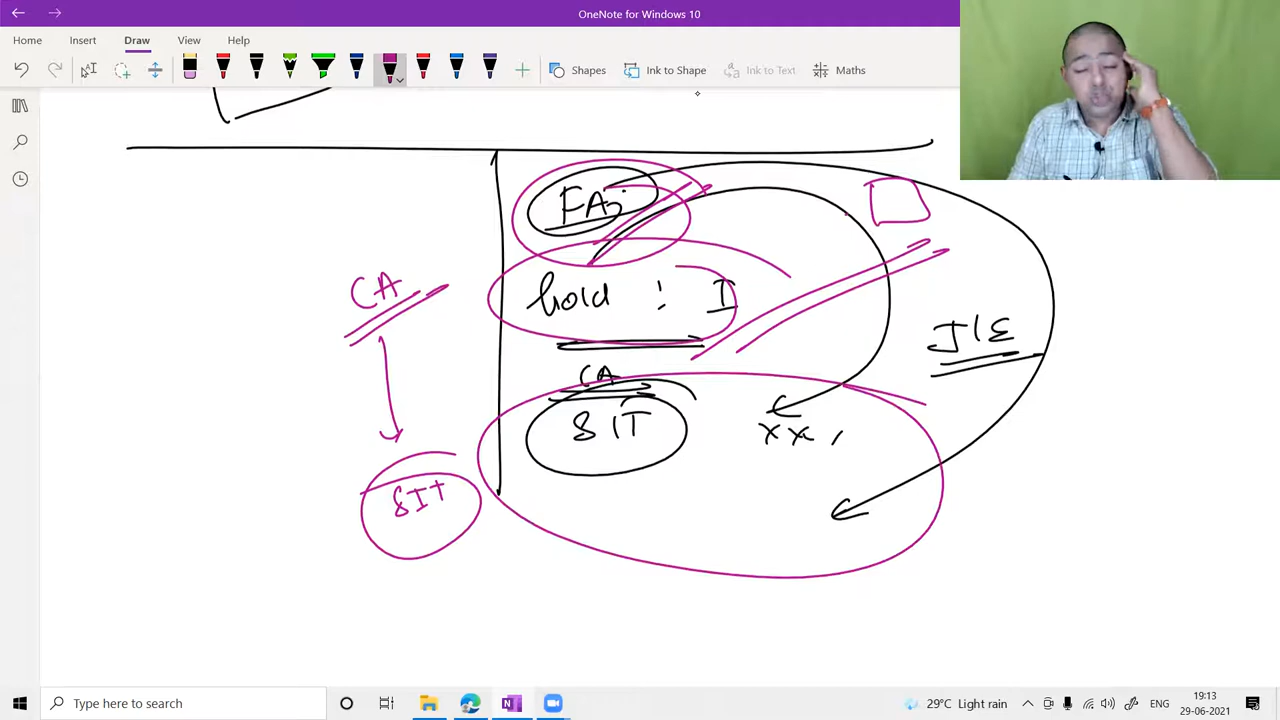 OneNote for Windows 10
Home Insert Draw View Help
Shapes Ink to Shape Ink to Text Maths
FA
hold : I
CA
CA
SIT
xx
SIT
Type here to search
29°C Light rain
ENG
19:13
29-06-2021